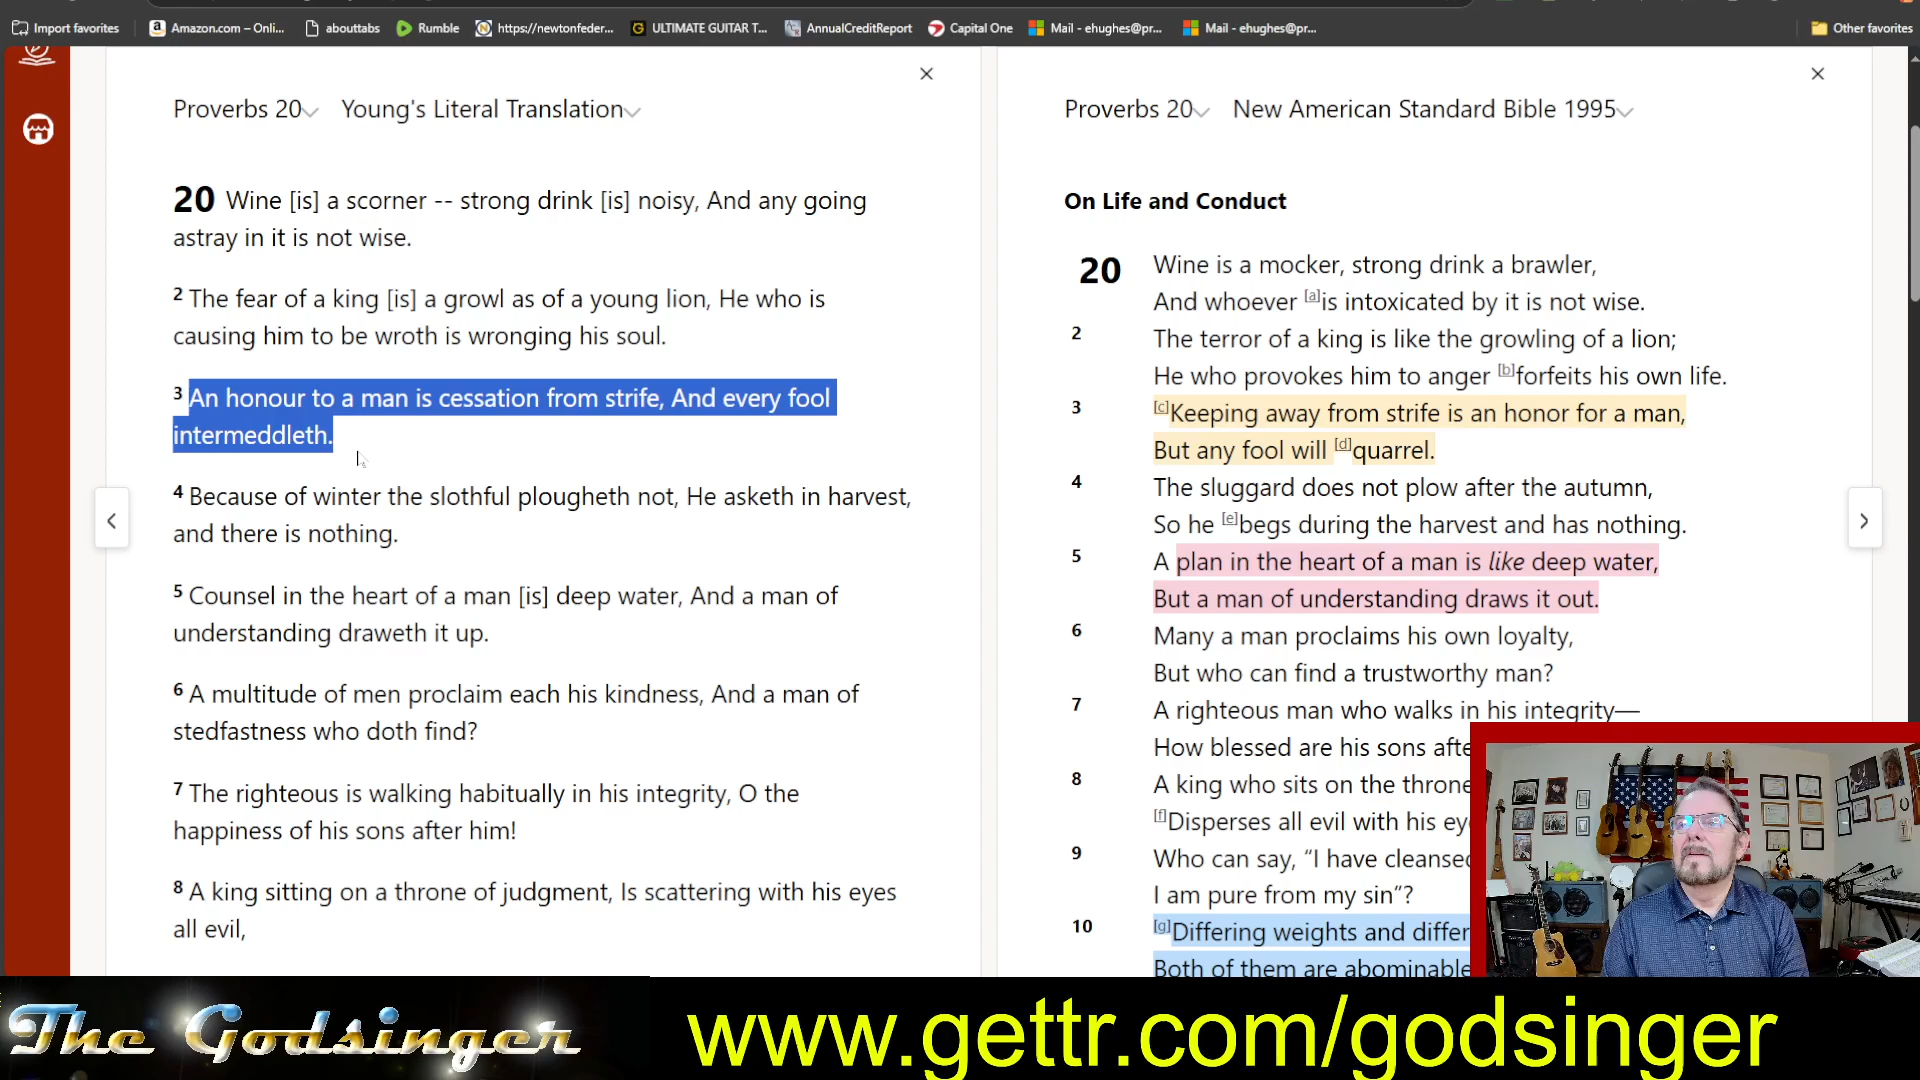 Import favorites
Amazon.com – Onli...
abouttabs
Rumble
https://newtonfeder...
ULTIMATE GUITAR T...
AnnualCreditReport
Capital One
Mail - ehughes@pr...
Mail - ehughes@pr...
Other favorites
Proverbs 20 Young's Literal Translation
20 Wine [is] a scorner -- strong drink [is] noisy, And any going
astray in it is not wise.
2 The fear of a king [is] a growl as of a young lion, He who is
causing him to be wroth is wronging his soul.
3 An honour to a man is cessation from strife, And every fool
intermeddleth.
4 Because of winter the slothful plougheth not, He asketh in harvest,
and there is nothing.
5 Counsel in the heart of a man [is] deep water, And a man of
understanding draweth it up.
6 A multitude of men proclaim each his kindness, And a man of
stedfastness who doth find?
7 The righteous is walking habitually in his integrity, O the
happiness of his sons after him!
8 A king sitting on a throne of judgment, Is scattering with his eyes
all evil,
Proverbs 20 New American Standard Bible 1995
On Life and Conduct
20 Wine is a mocker, strong drink a brawler,
And whoever [a]is intoxicated by it is not wise.
2 The terror of a king is like the growling of a lion;
He who provokes him to anger [b]forfeits his own life.
3 [c]Keeping away from strife is an honor for a man,
But any fool will [d]quarrel.
4 The sluggard does not plow after the autumn,
So he [e]begs during the harvest and has nothing.
5 A plan in the heart of a man is like deep water,
But a man of understanding draws it out.
6 Many a man proclaims his own loyalty,
But who can find a trustworthy man?
7 A righteous man who walks in his integrity—
How blessed are his sons afte
8 A king who sits on the throne
[f]Disperses all evil with his ey
9 Who can say, “I have cleansed
I am pure from my sin”?
10 [g]Differing weights and differ
Both of them are abominable
The Godsinger
www.gettr.com/godsinger